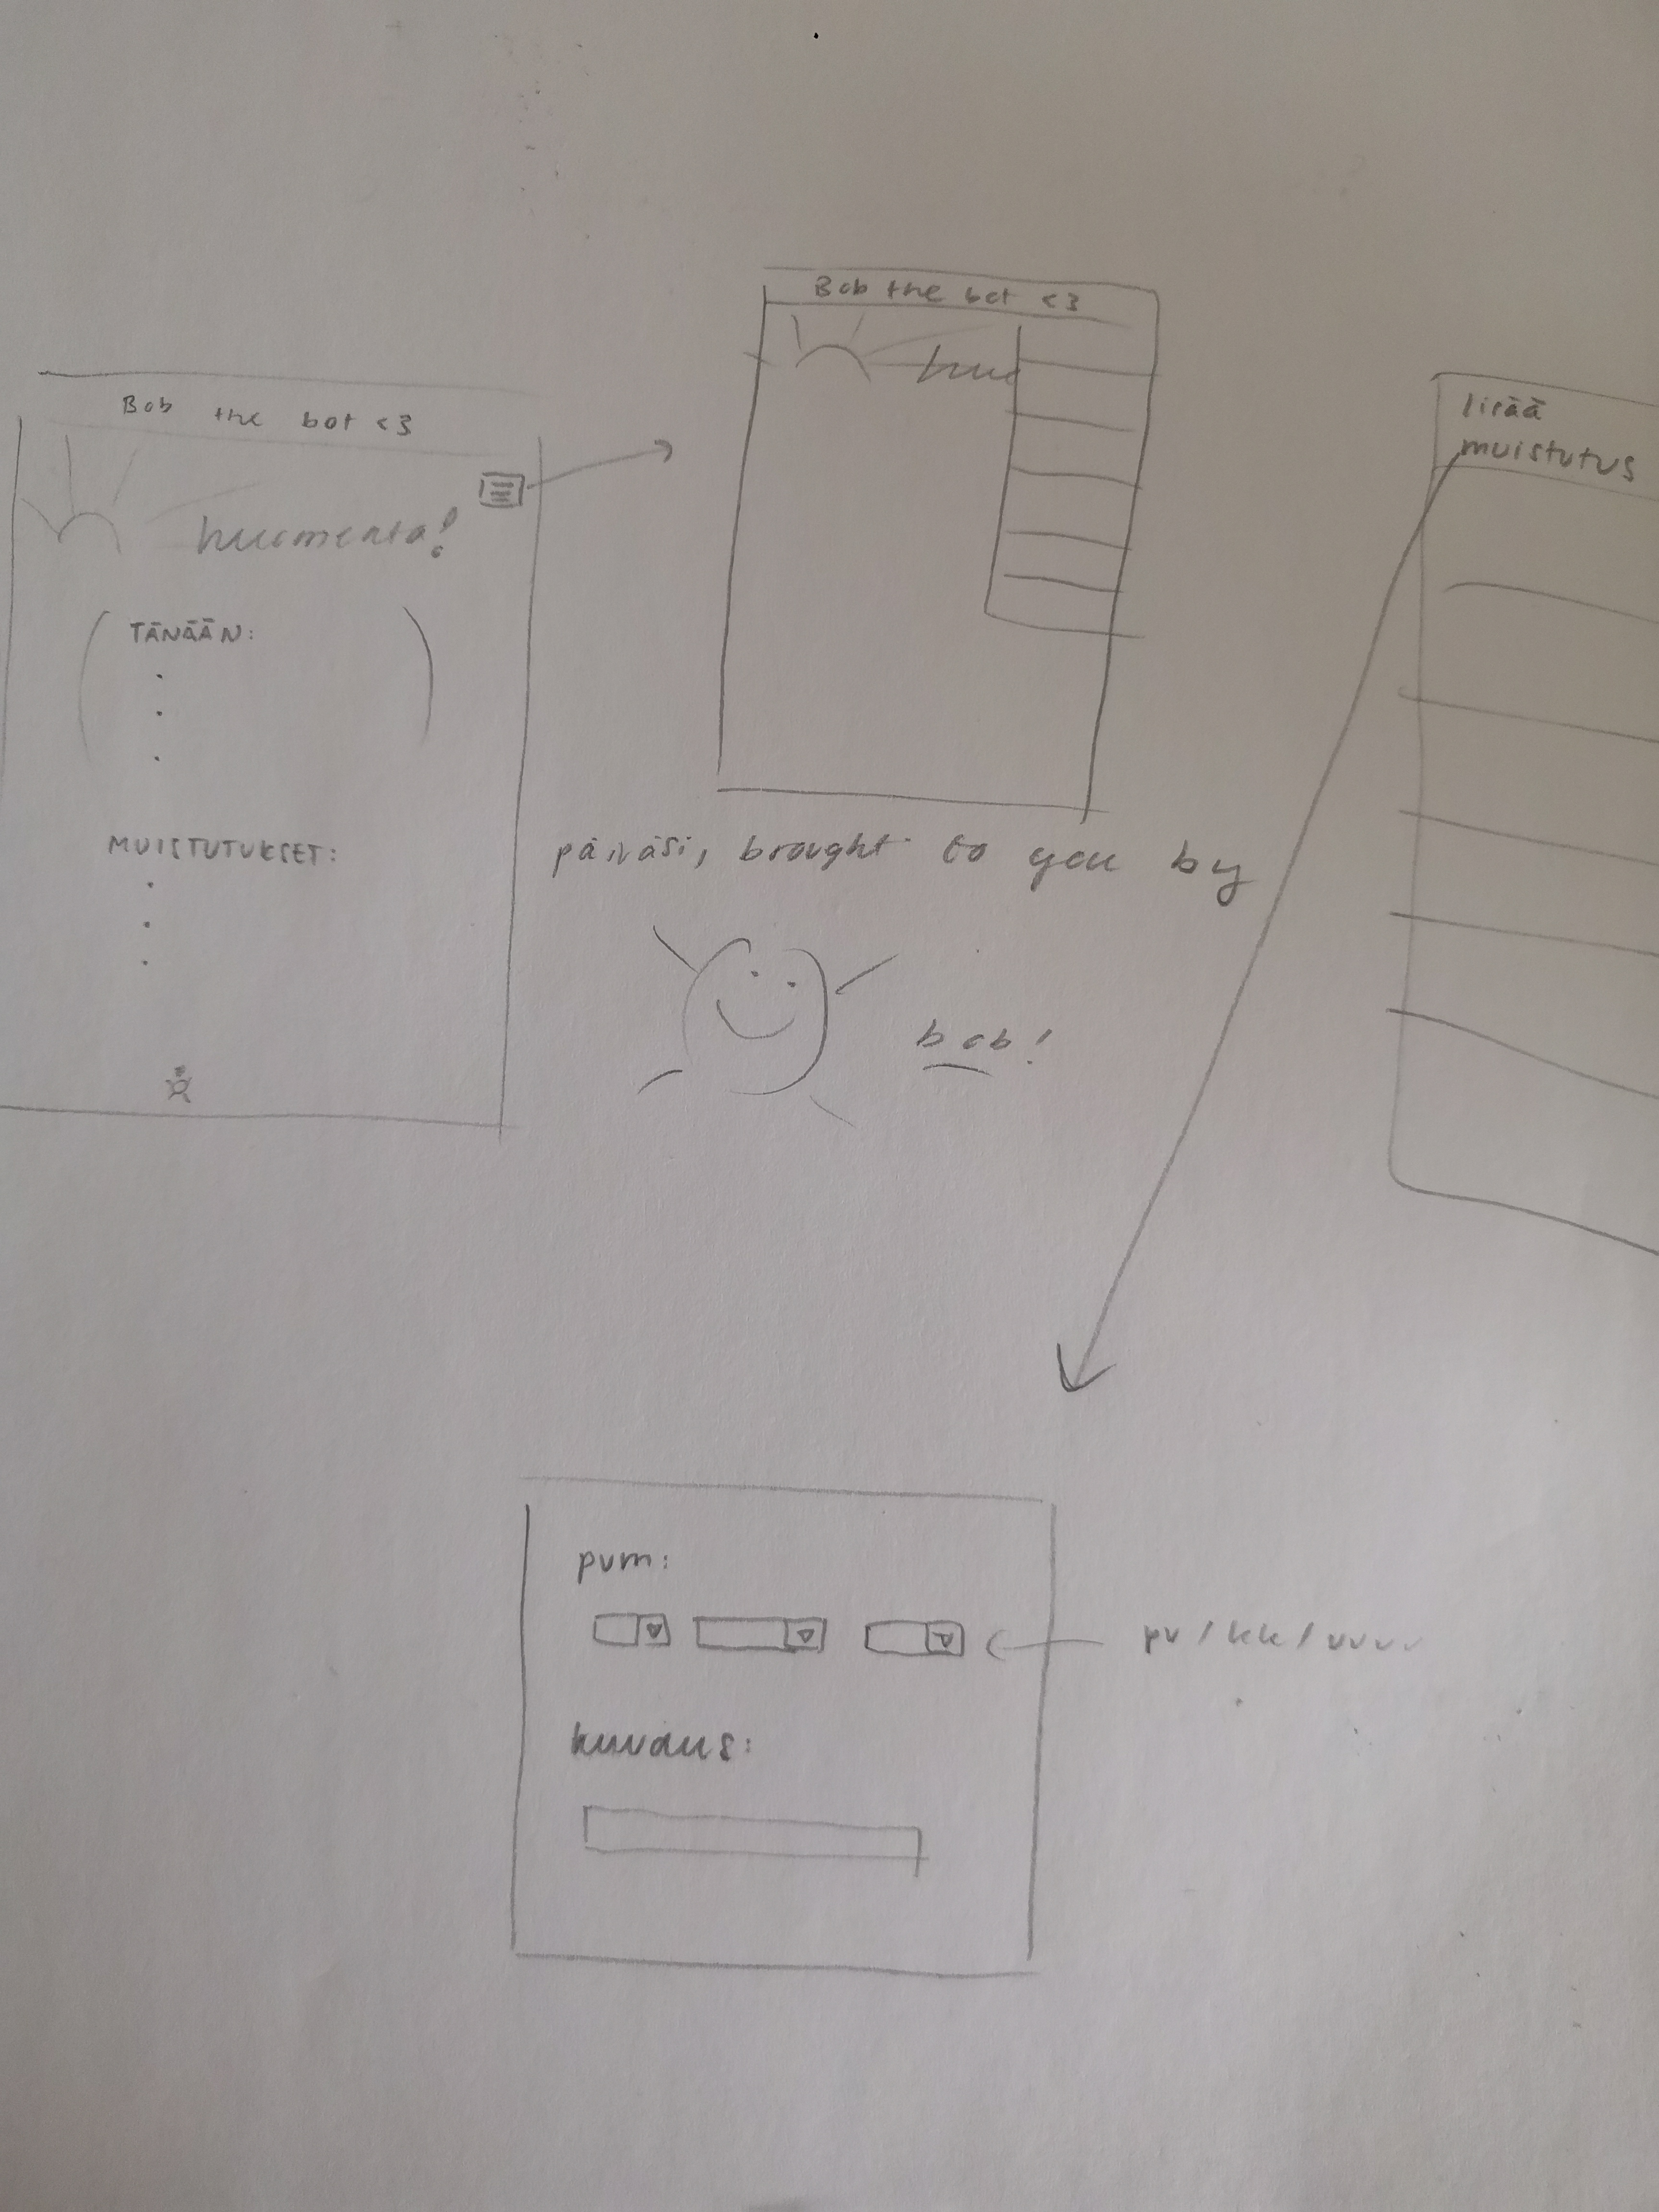 Bob the bot <3
huomenta!
TÄNÄÄN:
MUISTUTUKSET:
Bob the bot <3
huo
päiväsi, brought to you by
bob!
lisää
muistutus
pvm:
pv / kk / vvvv
kuvaus: